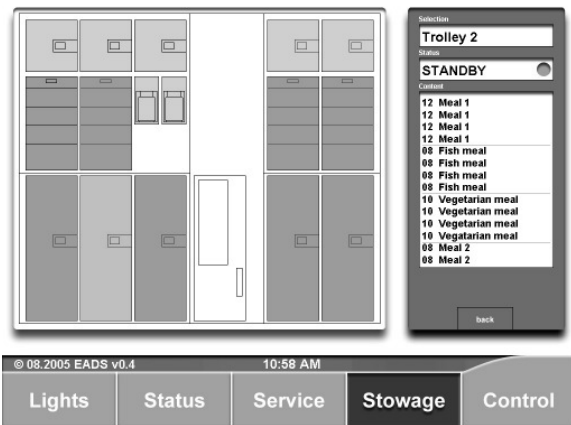 Selection
Trolley 2
Status
STANDBY
Content
12 Meal 1
12 Meal 1
12 Meal 1
12 Meal 1
08 Fish meal
08 Fish meal
08 Fish meal
08 Fish meal
10 Vegetarian meal
10 Vegetarian meal
10 Vegetarian meal
10 Vegatarian meal
08 Meal 2
08 Meal 2
back
© 08.2005 EADS v0.4
10:58 AM
Lights
Status
Service
Stowage
Control